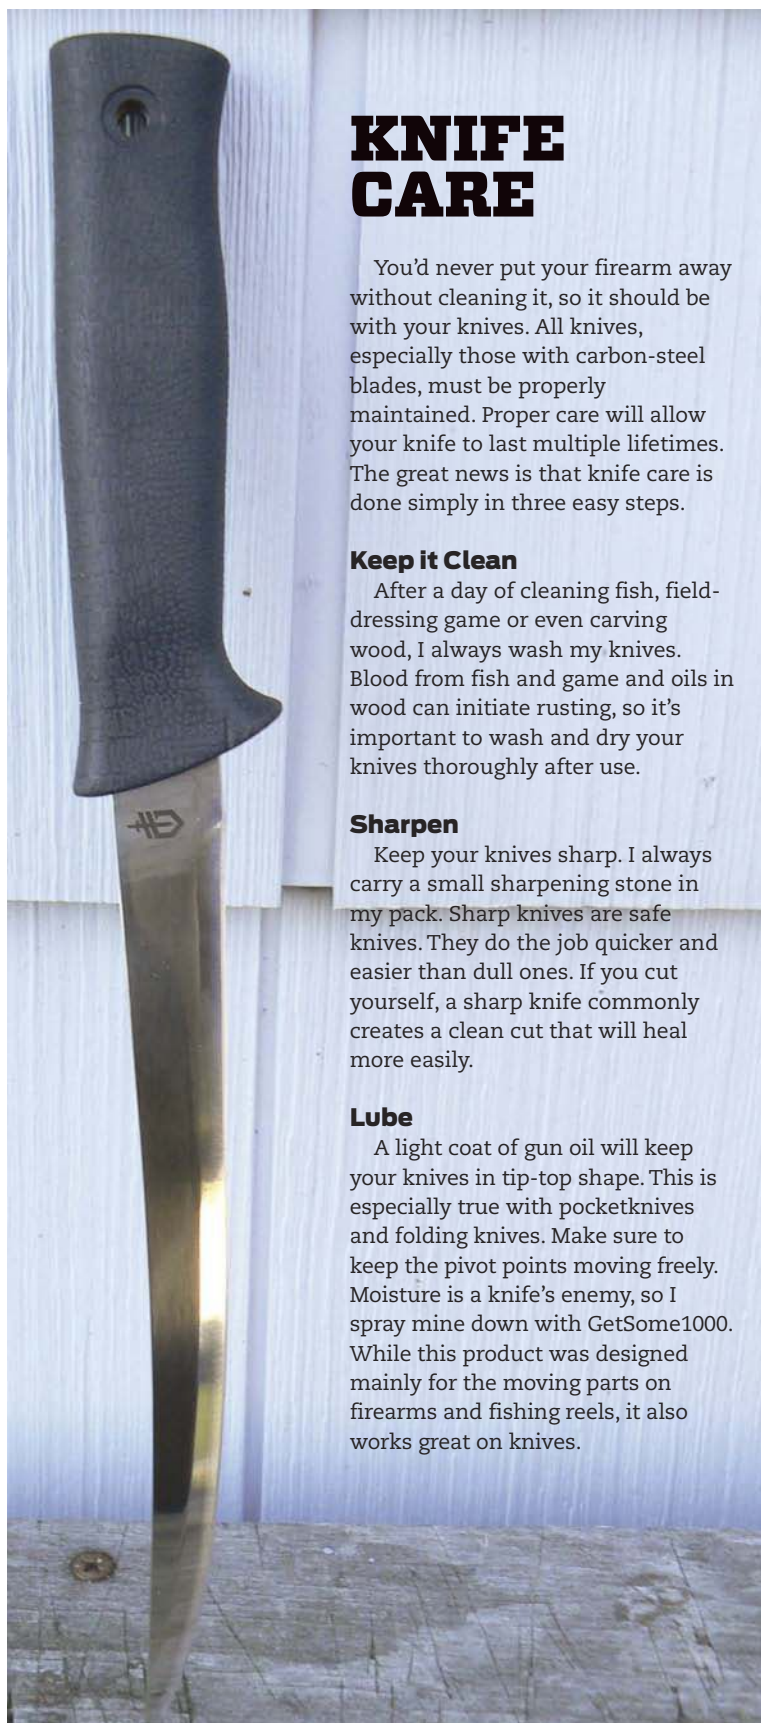 KNIFE
CARE
You'd never put your firearm away
without cleaning it, so it should be
with your knives. All knives,
especially those with carbon-steel
blades, must be properly
maintained. Proper care will allow
your knife to last multiple lifetimes.
The great news is that knife care is
done simply in three easy steps.
Keep it Clean
After a day of cleaning fish, field-
dressing game or even carving
wood, I always wash my knives.
Blood from fish and game and oils in
wood can initiate rusting, so it's
important to wash and dry your
knives thoroughly after use.
Sharpen
Keep your knives sharp. I always
carry a small sharpening stone in
my pack. Sharp knives are safe
knives. They do the job quicker and
easier than dull ones. If you cut
yourself, a sharp knife commonly
creates a clean cut that will heal
more easily.
Lube
A light coat of gun oil will keep
your knives in tip-top shape. This is
especially true with pocketknives
and folding knives. Make sure to
keep the pivot points moving freely.
Moisture is a knife's enemy, so I
spray mine down with GetSome1000.
While this product was designed
mainly for the moving parts on
firearms and fishing reels, it also
works great on knives.